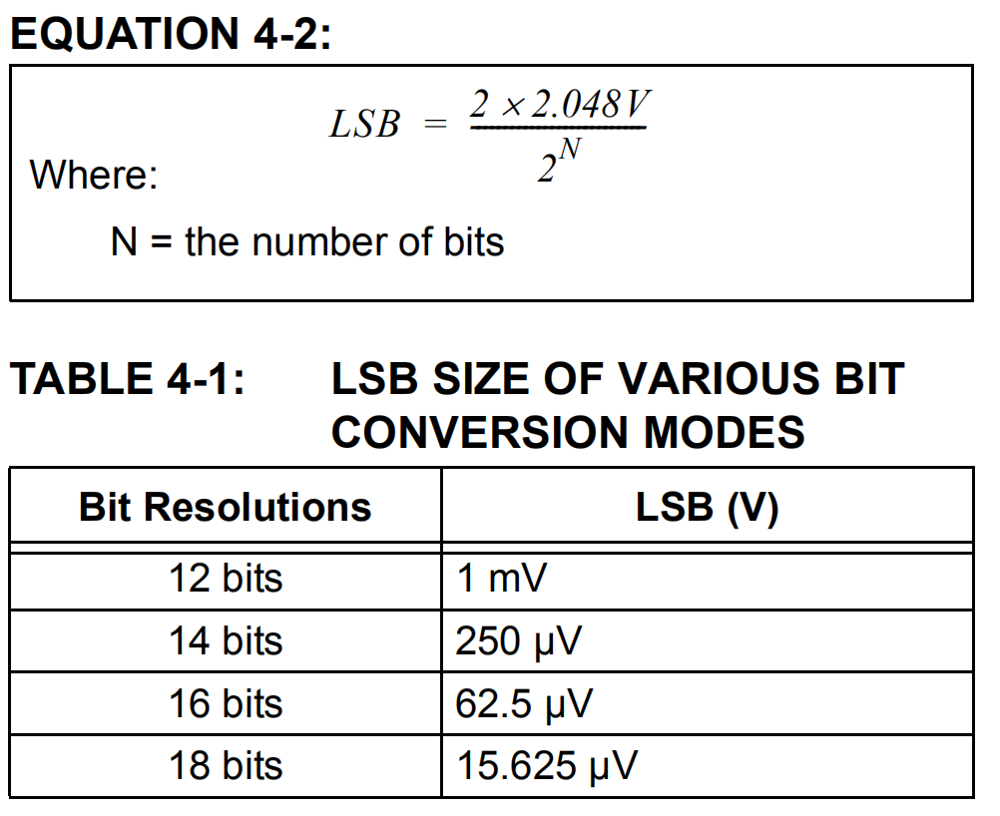 EQUATION 4-2:
LSB = \frac{2 × 2.048V}{2^N}
Where:
N = the number of bits
TABLE 4-1: LSB SIZE OF VARIOUS BIT
CONVERSION MODES
Bit Resolutions LSB (V)
12 bits 1 mV
14 bits 250 µV
16 bits 62.5 µV
18 bits 15.625 µV